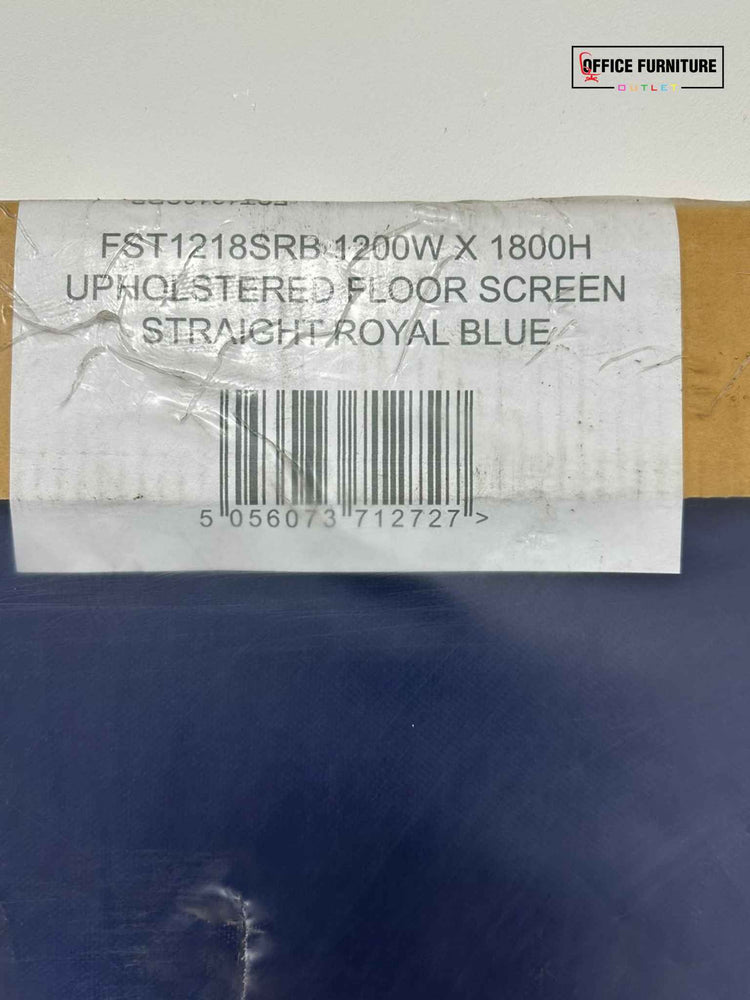 OFFICE FURNITURE
OUTLET
FST1218SRB 1200W X 1800H
UPHOLSTERED FLOOR SCREEN
STRAIGHT ROYAL BLUE
5 056073 712727 >